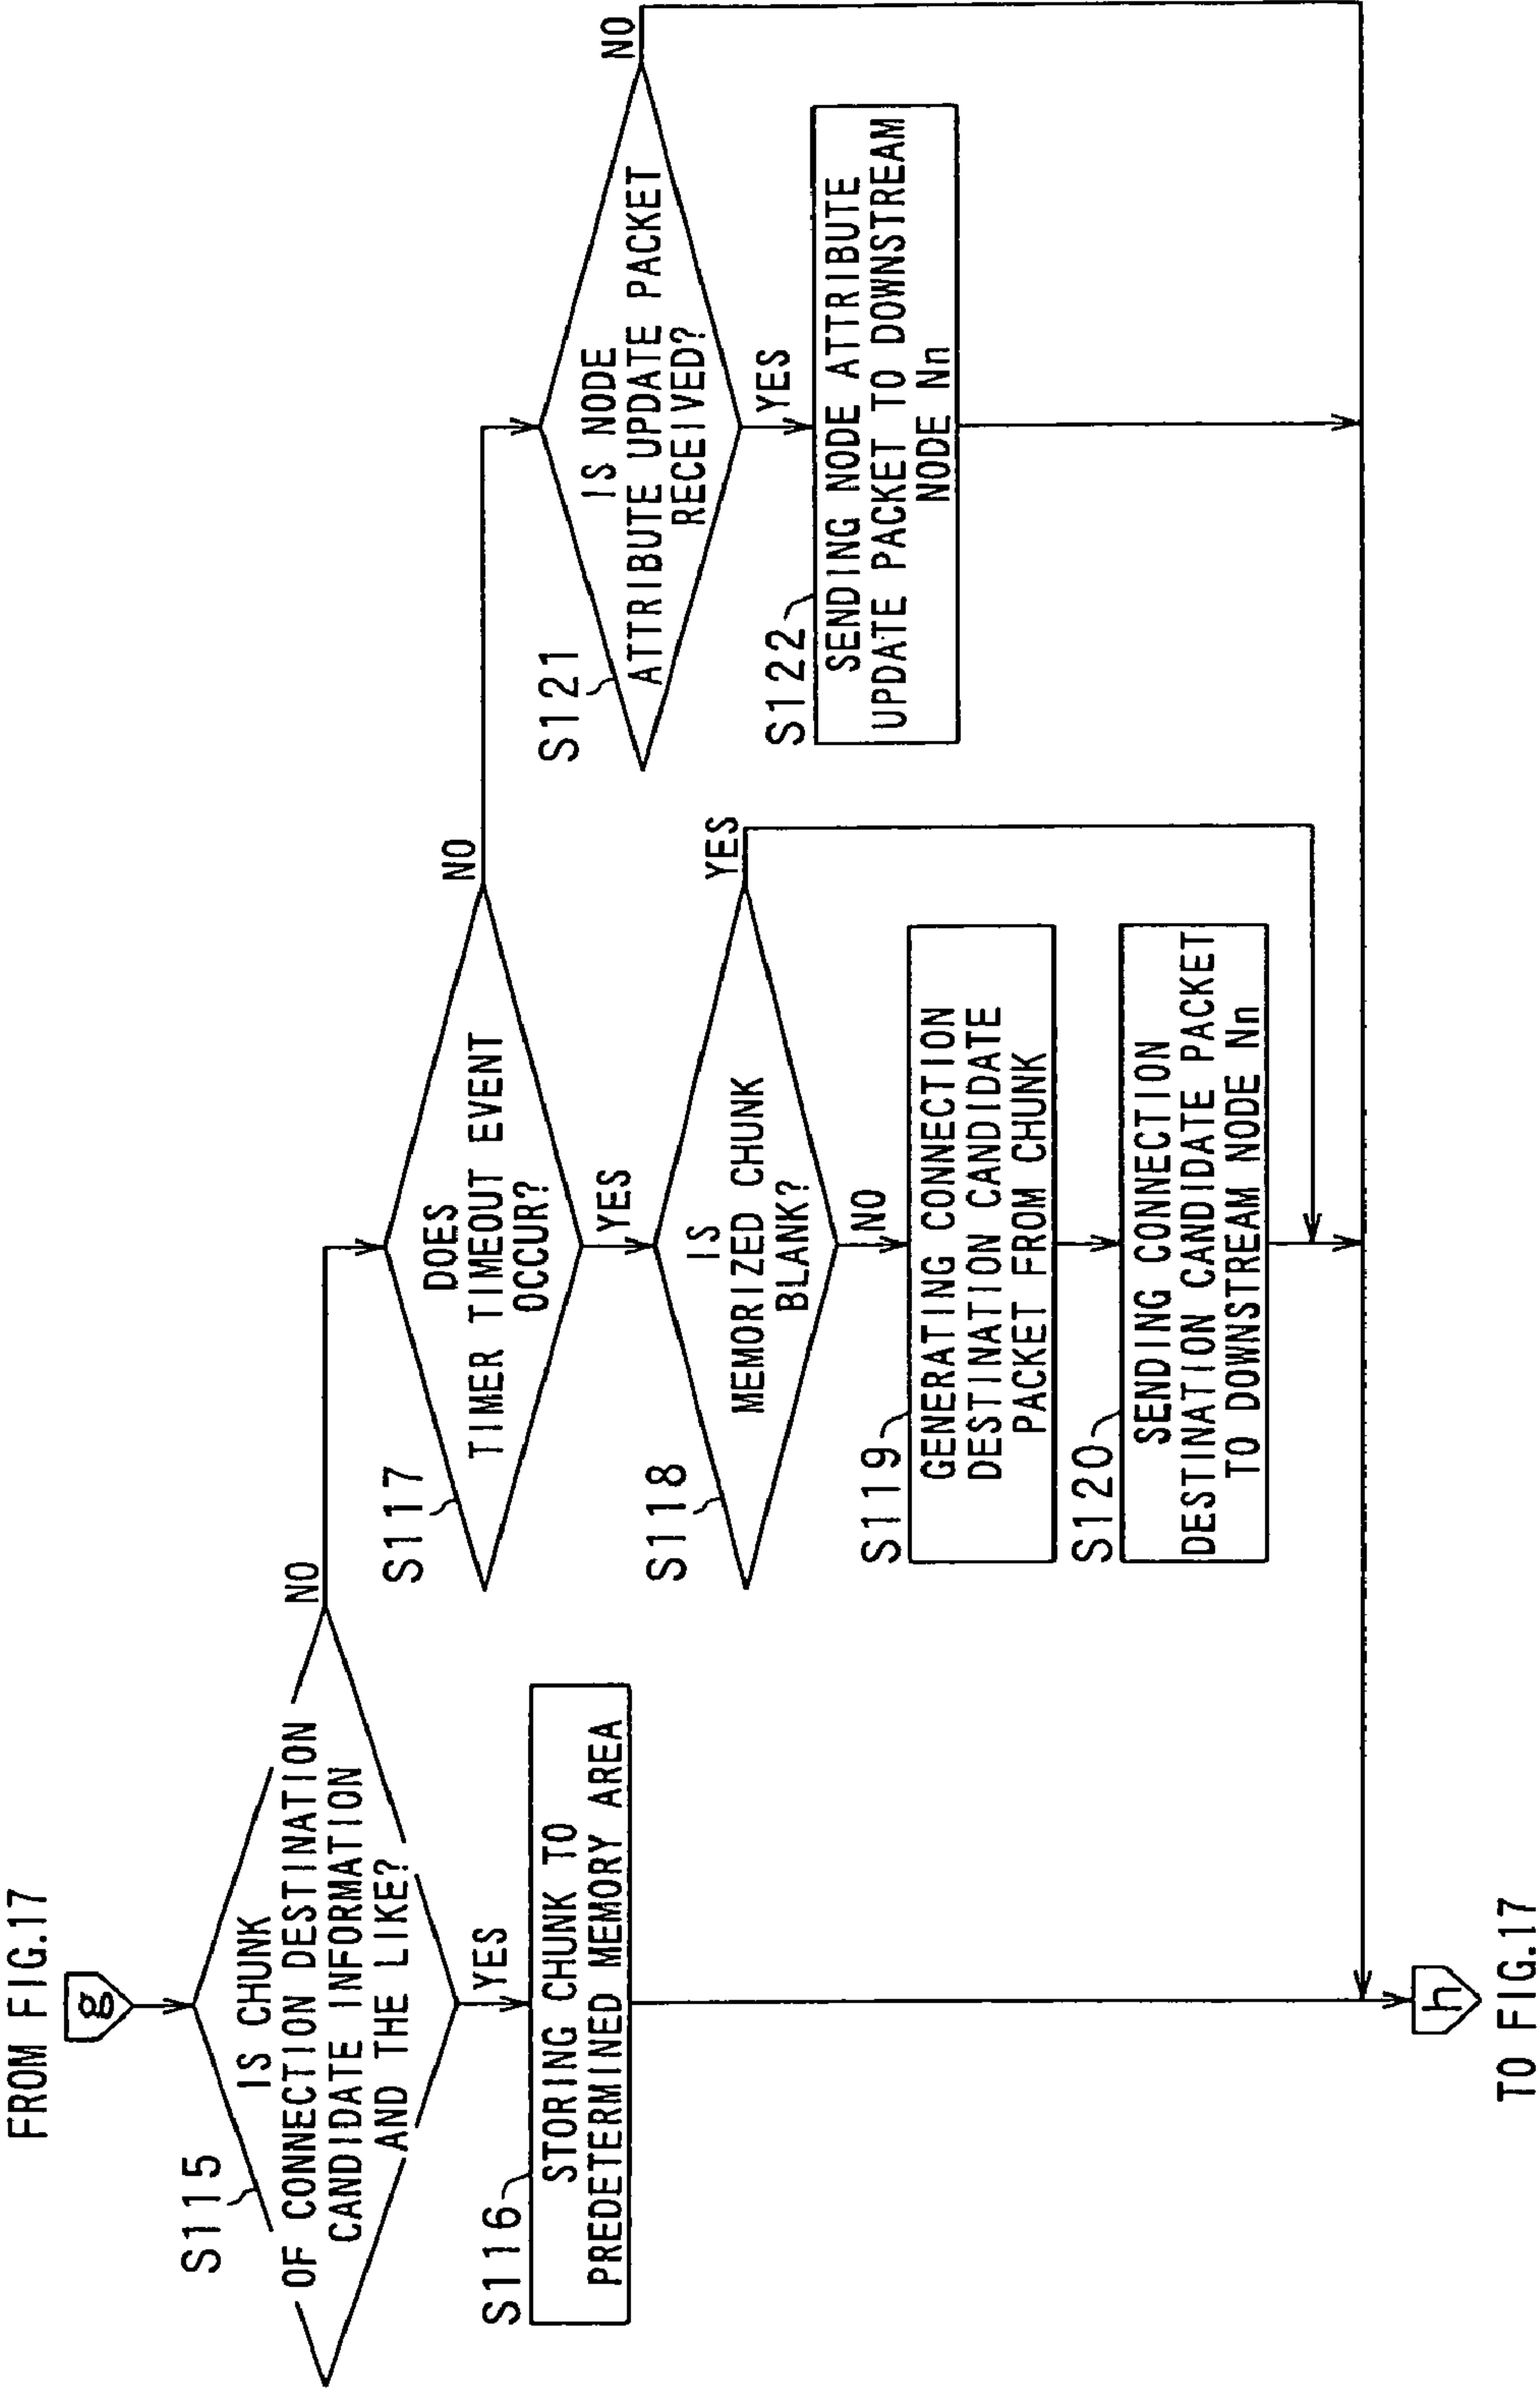 FROM FIG.17
g
S115
IS CHUNK
OF CONNECTION DESTINATION
CANDIDATE INFORMATION
AND THE LIKE?
NO
YES
S116
STORING CHUNK TO
PREDETERMINED MEMORY AREA
S117
DOES
TIMER TIMEOUT EVENT
OCCUR?
NO
YES
S118
IS
MEMORIZED CHUNK
BLANK?
YES
NO
S119
GENERATING CONNECTION
DESTINATION CANDIDATE
PACKET FROM CHUNK
S120
SENDING CONNECTION
DESTINATION CANDIDATE PACKET
TO DOWNSTREAM NODE Nn
S121
IS NODE
ATTRIBUTE UPDATE PACKET
RECEIVED?
NO
YES
S122
SENDING NODE ATTRIBUTE
UPDATE PACKET TO DOWNSTREAM
NODE Nn
h
TO FIG.17